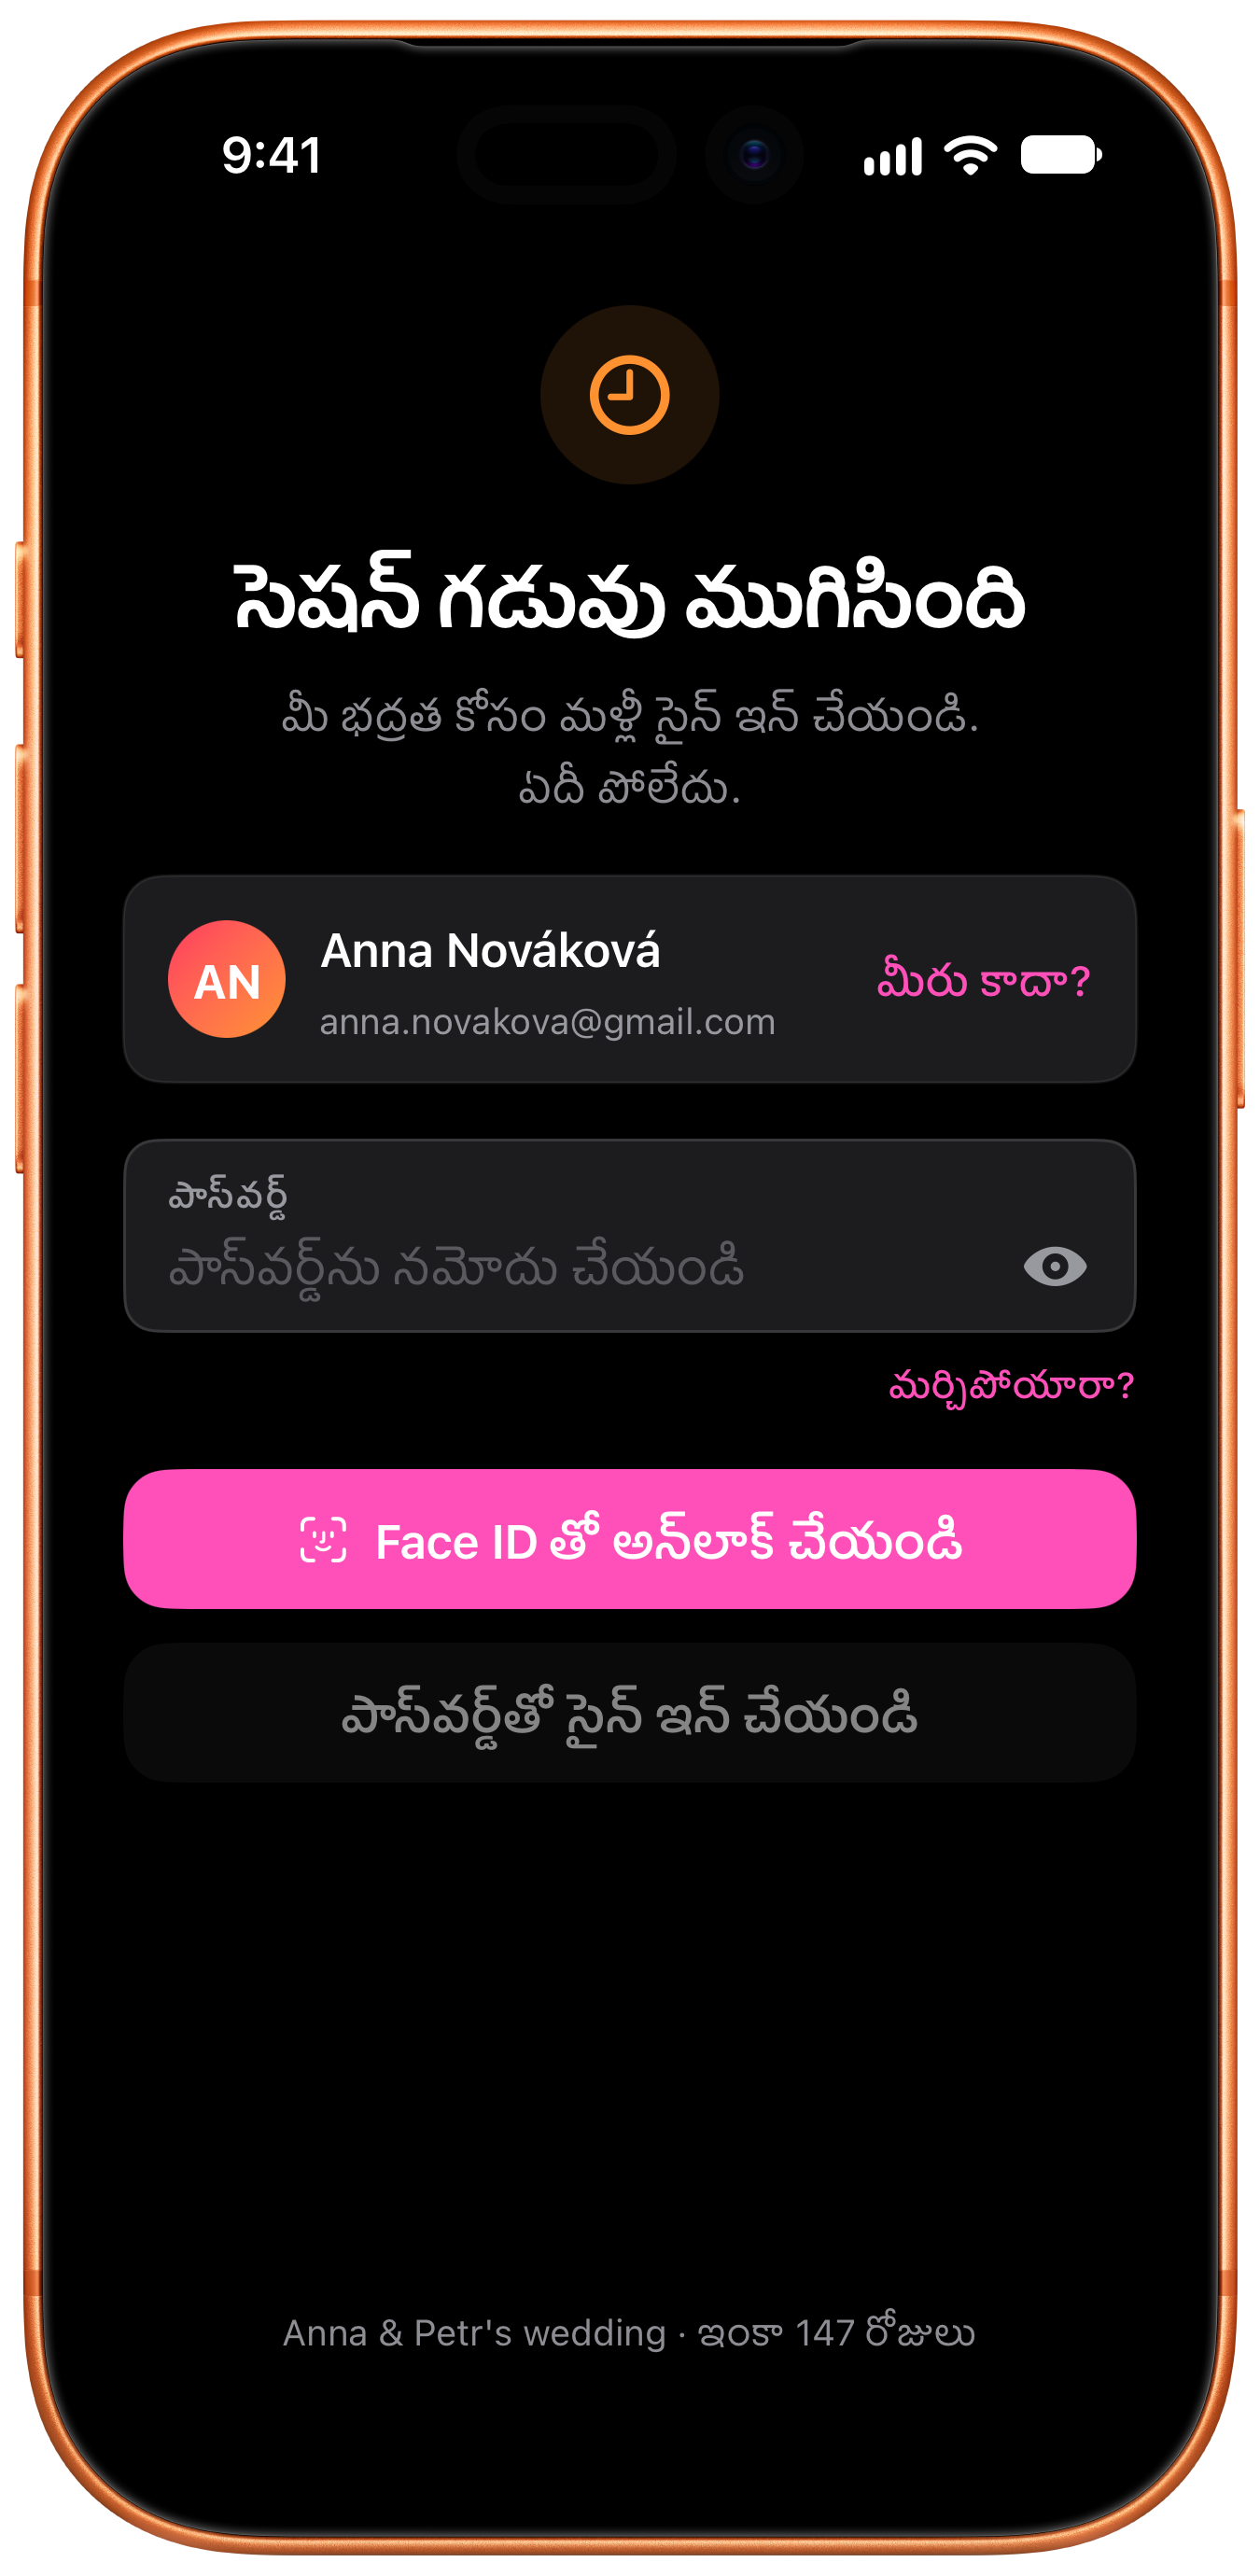 9:41
సెషన్ గడువు ముగిసింది
మీ భద్రత కోసం మళ్లీ సైన్ ఇన్ చేయండి.
ఏదీ పోలేదు.
AN
Anna Nováková
anna.novakova@gmail.com
మీరు కాదా?
పాస్‌వర్డ్
పాస్‌వర్డ్‌ను నమోదు చేయండి
మర్చిపోయారా?
Face ID తో అన్‌లాక్ చేయండి
పాస్‌వర్డ్‌తో సైన్ ఇన్ చేయండి
Anna & Petr's wedding · ఇంకా 147 రోజులు